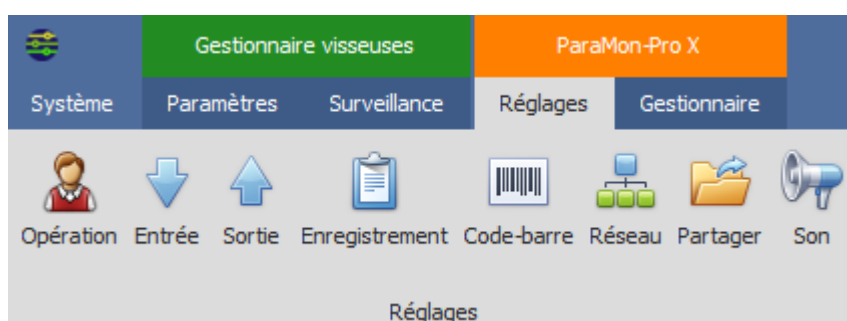 Gestionnaire visseuses ParaMon-Pro X
Système Paramètres Surveillance Réglages Gestionnaire
Opération Entrée Sortie Enregistrement Code-barre Réseau Partager Son
Réglages